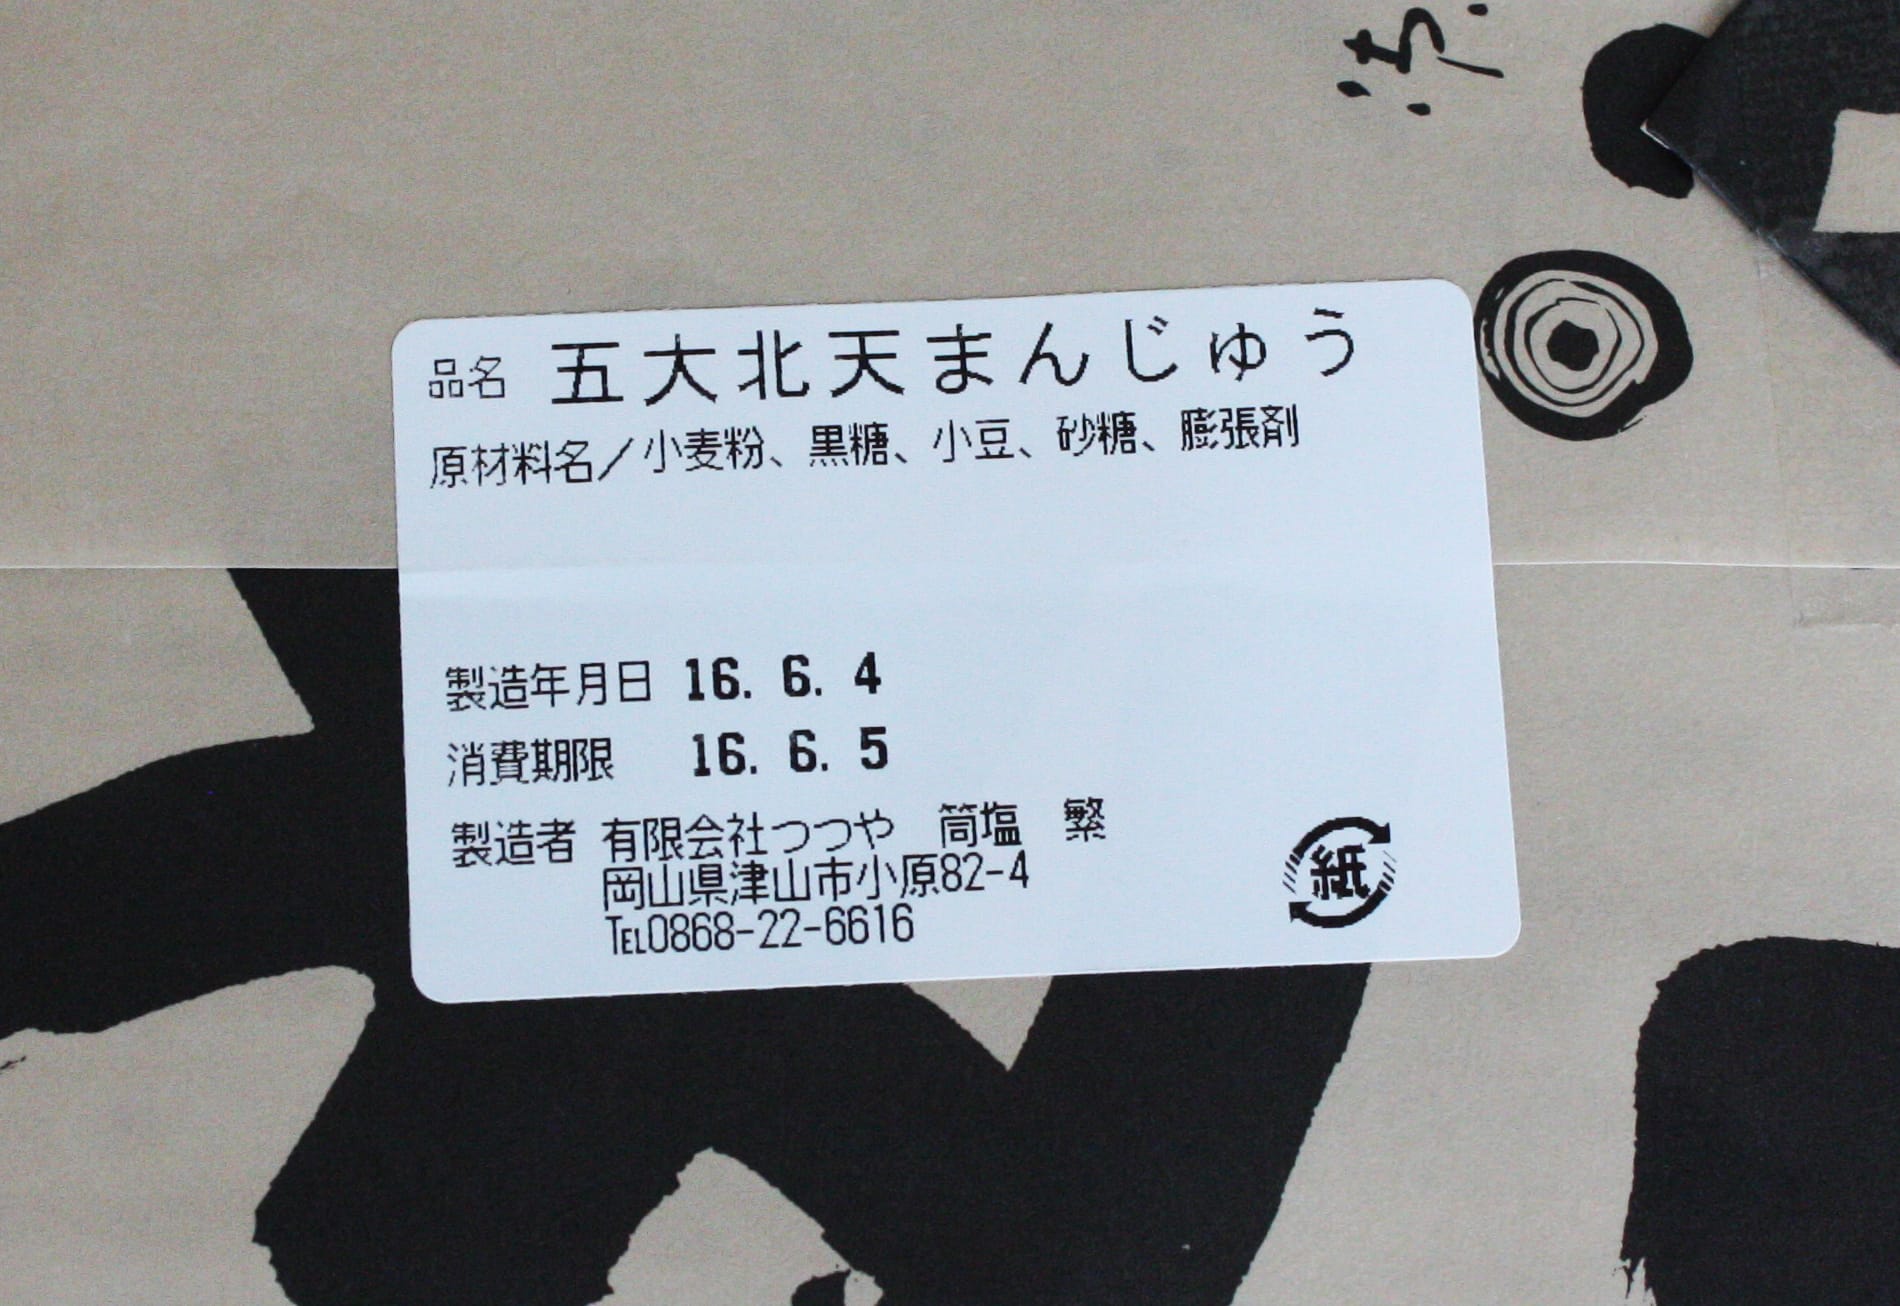 品名 五大北天まんじゅう
原材料名／小麦粉、黒糖、小豆、砂糖、膨張剤
製造年月日 16. 6. 4
消費期限 16. 6. 5
製造者 有限会社つつや 筒塩 繁
岡山県津山市小原82-4
TEL0868-22-6616
紙